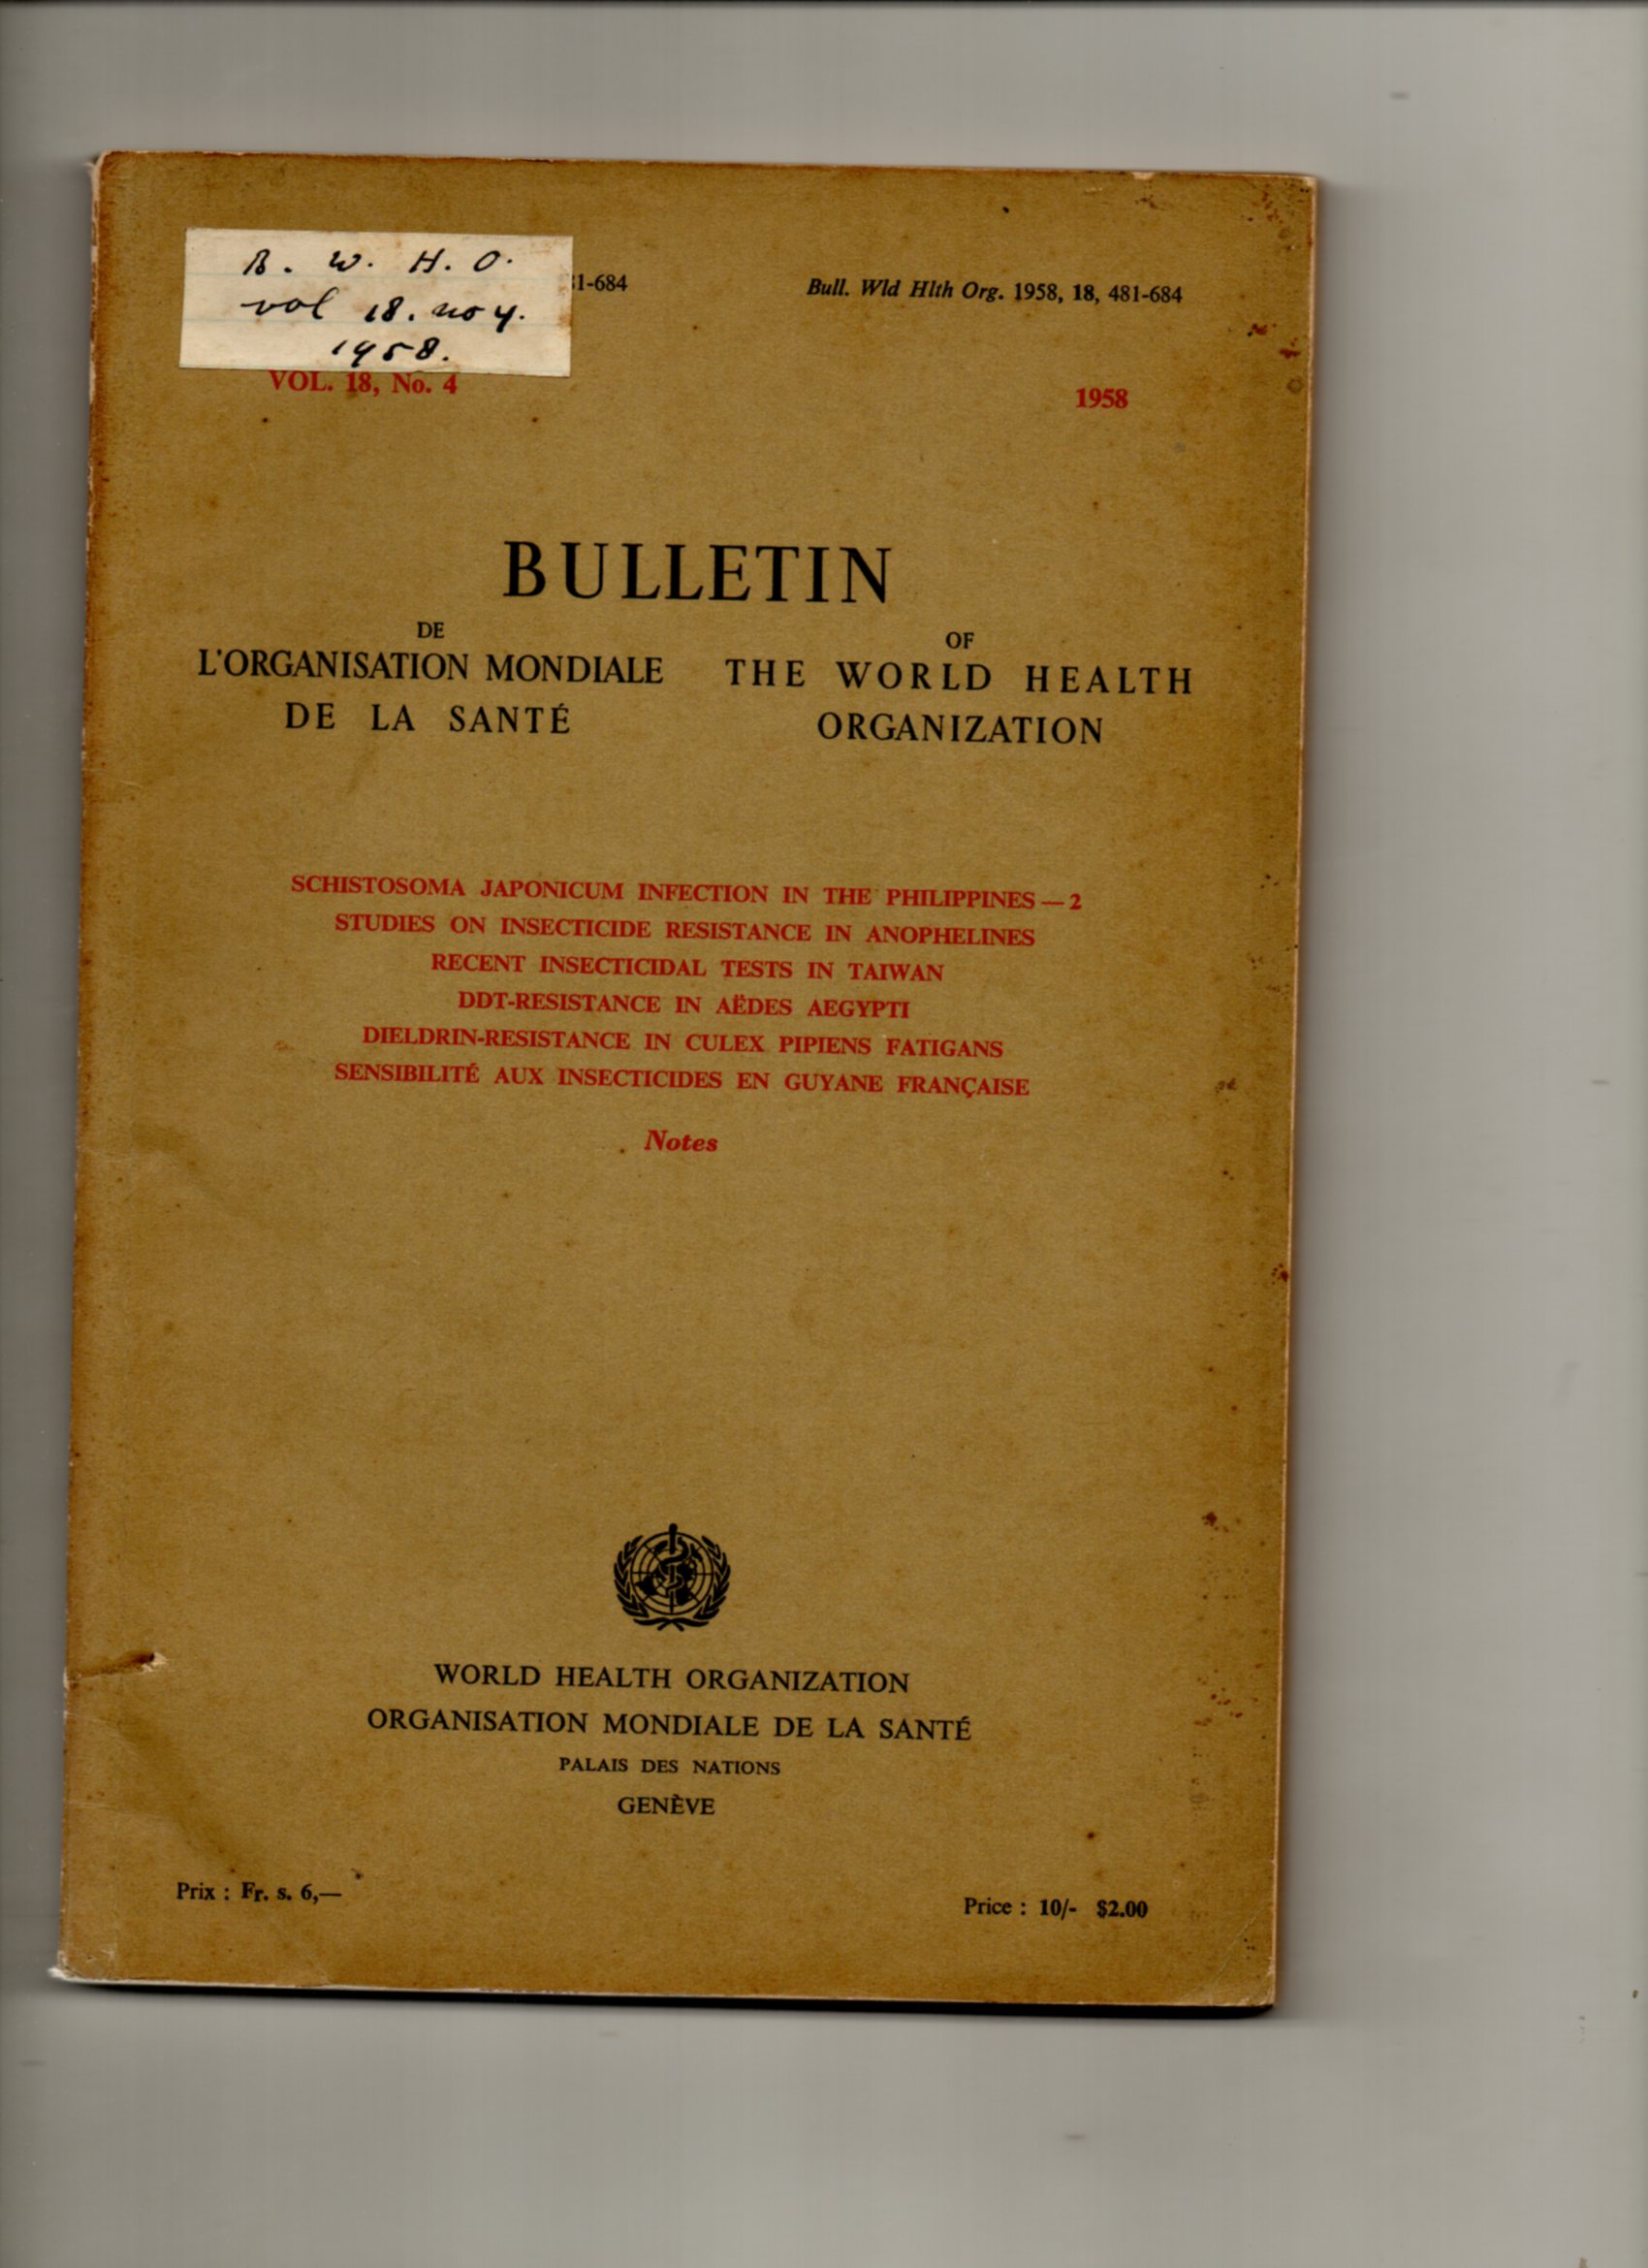 B. W. H. O.
vol 18. no 4.
1958.
1-684
Bull. Wld Hlth Org. 1958, 18, 481-684
VOL. 18, No. 4
1958
BULLETIN
DE
L'ORGANISATION MONDIALE
DE LA SANTÉ
OF
THE WORLD HEALTH
ORGANIZATION
SCHISTOSOMA JAPONICUM INFECTION IN THE PHILIPPINES — 2
STUDIES ON INSECTICIDE RESISTANCE IN ANOPHELINES
RECENT INSECTICIDAL TESTS IN TAIWAN
DDT-RESISTANCE IN AËDES AEGYPTI
DIELDRIN-RESISTANCE IN CULEX PIPIENS FATIGANS
SENSIBILITÉ AUX INSECTICIDES EN GUYANE FRANÇAISE
Notes
WORLD HEALTH ORGANIZATION
ORGANISATION MONDIALE DE LA SANTÉ
PALAIS DES NATIONS
GENÈVE
Prix : Fr. s. 6,—
Price : 10/- $2.00